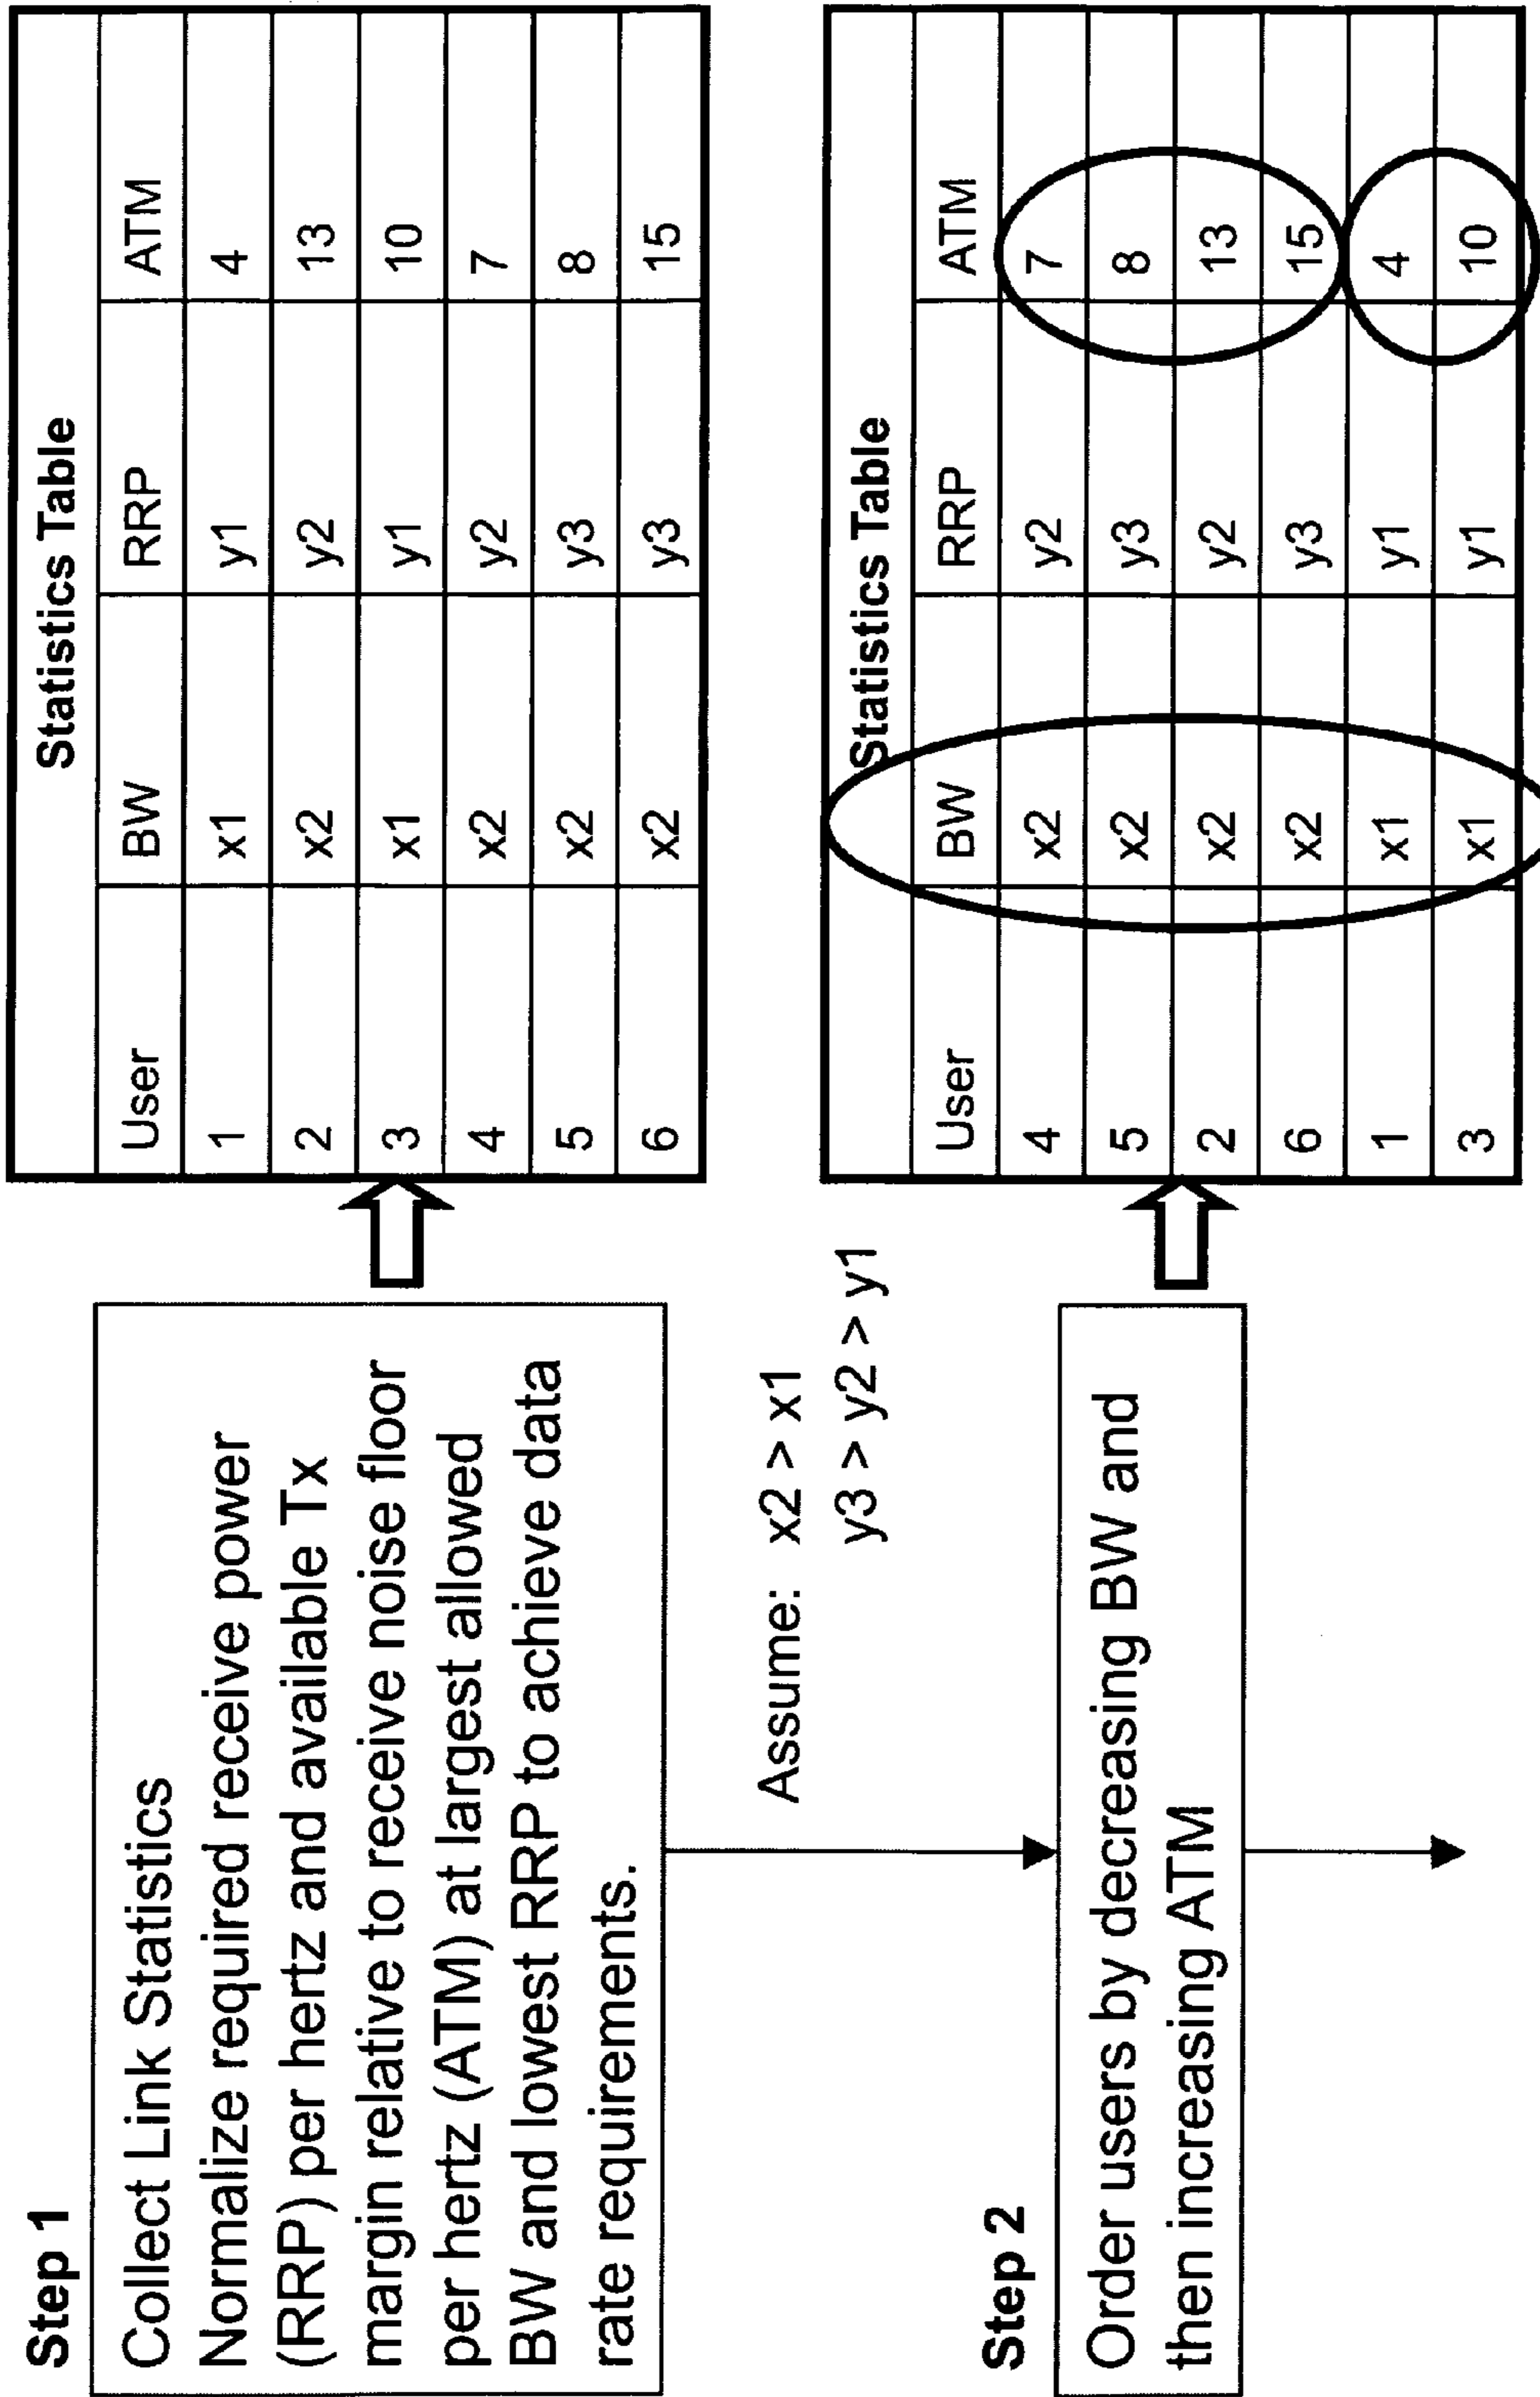 Step 1
Collect Link Statistics
Normalize required receive power
(RRP) per hertz and available Tx
margin relative to receive noise floor
per hertz (ATM) at largest allowed
BW and lowest RRP to achieve data
rate requirements.
Statistics Table
User BW RRP ATM
1 x1 y1 4
2 x2 y2 13
3 x1 y1 10
4 x2 y2 7
5 x2 y3 8
6 x2 y3 15
Assume: x2 > x1
y3 > y2 > y1
Step 2
Order users by decreasing BW and
then increasing ATM
Statistics Table
User BW RRP ATM
4 x2 y2 7
5 x2 y3 8
2 x2 y2 13
6 x2 y3 15
1 x1 y1 4
3 x1 y1 10